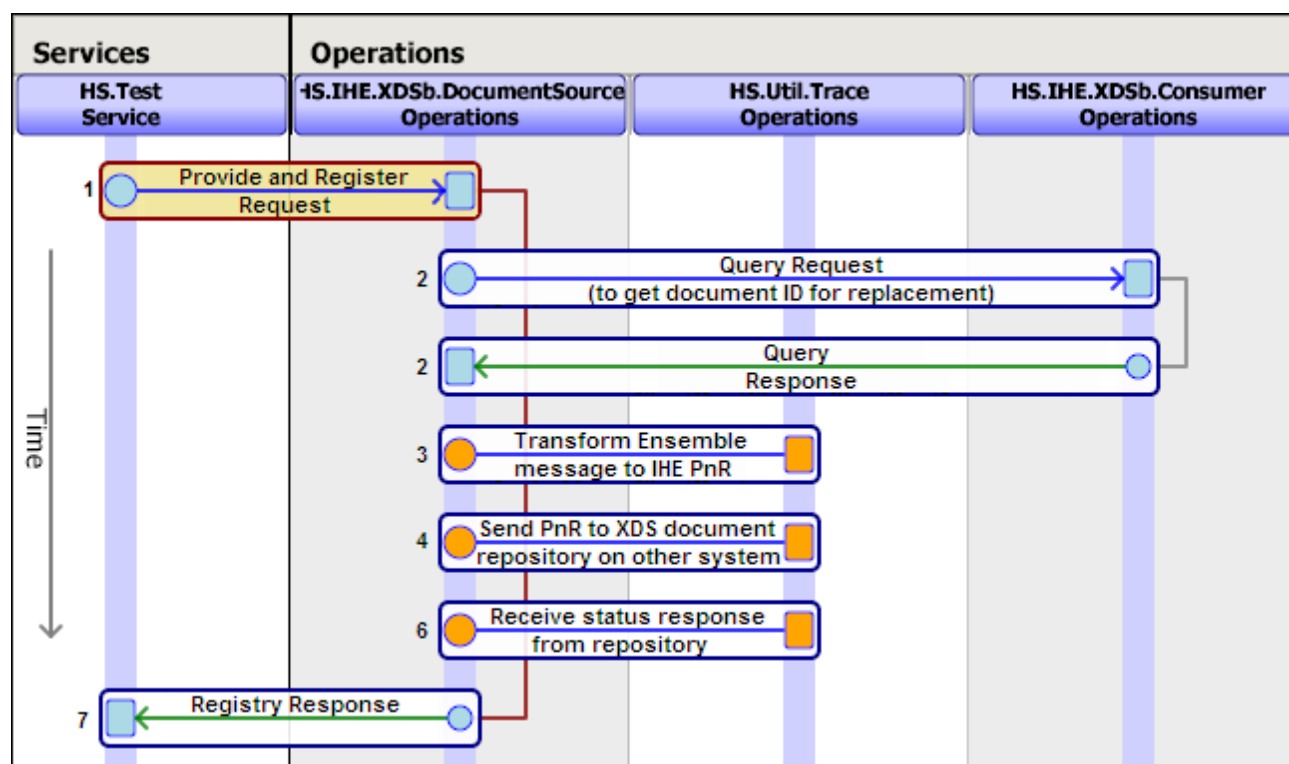 Services
Operations
HS.Test
Service
HS.IHE.XDSb.DocumentSource
Operations
HS.Util.Trace
Operations
HS.IHE.XDSb.Consumer
Operations
1
Provide and Register
Request
2
Query Request
(to get document ID for replacement)
2
Query
Response
Time
3
Transform Ensemble
message to IHE PnR
4
Send PnR to XDS document
repository on other system
6
Receive status response
from repository
7
Registry Response